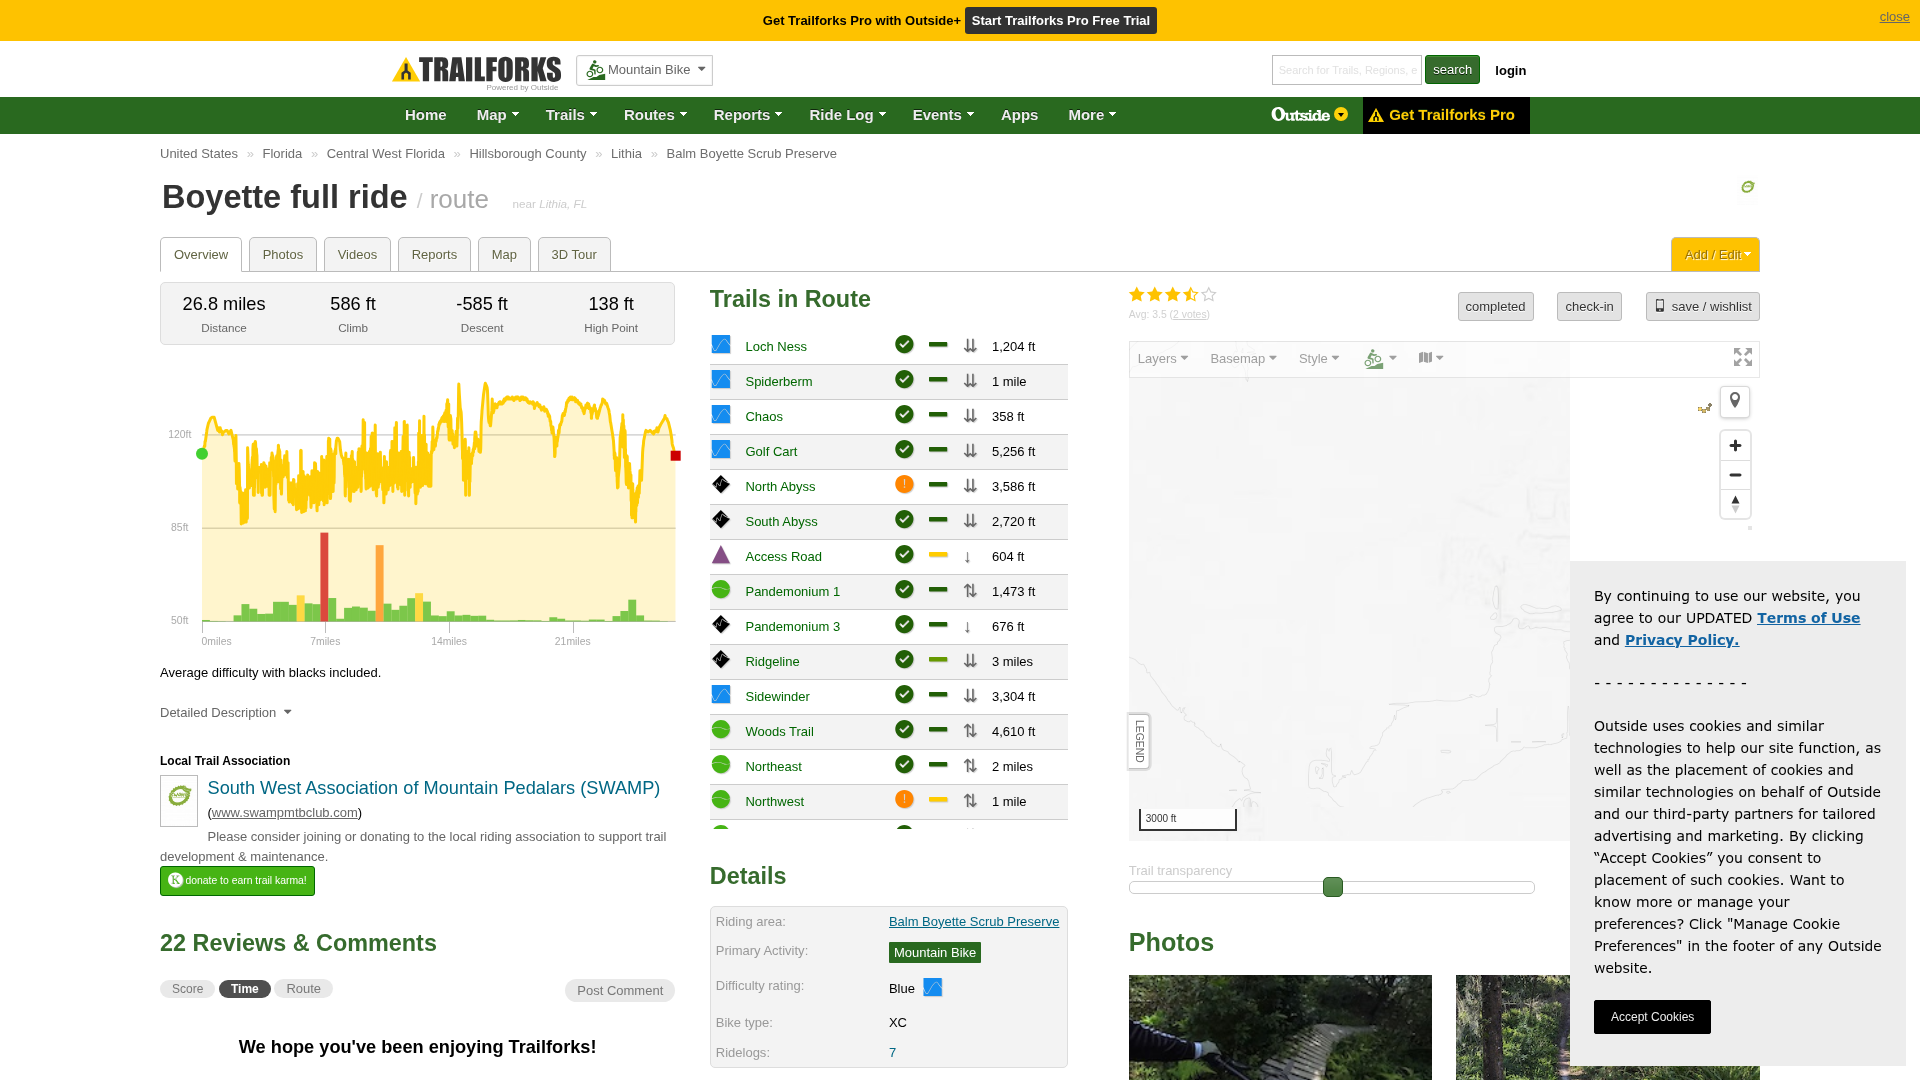 Get Trailforks Pro with Outside+ Start Trailforks Pro Free Trial
close
TRAILFORKS
Powered by Outside
Mountain Bike
Search for Trails, Regions, e
search
login
Home Map Trails Routes Reports Ride Log Events Apps More
Outside
Get Trailforks Pro
United States » Florida » Central West Florida » Hillsborough County » Lithia » Balm Boyette Scrub Preserve
Boyette full ride / route near Lithia, FL
Overview Photos Videos Reports Map 3D Tour
Add / Edit
26.8 miles 586 ft -585 ft 138 ft
Distance Climb Descent High Point
120ft
85ft
50ft
0miles 7miles 14miles 21miles
Average difficulty with blacks included.
Detailed Description
Local Trail Association
South West Association of Mountain Pedalars (SWAMP)
(www.swampmtbclub.com)
Please consider joining or donating to the local riding association to support trail
development & maintenance.
K donate to earn trail karma!
22 Reviews & Comments
Score Time Route
Post Comment
We hope you've been enjoying Trailforks!
Trails in Route
Loch Ness 1,204 ft
Spiderberm 1 mile
Chaos 358 ft
Golf Cart 5,256 ft
North Abyss 3,586 ft
South Abyss 2,720 ft
Access Road 604 ft
Pandemonium 1 1,473 ft
Pandemonium 3 676 ft
Ridgeline 3 miles
Sidewinder 3,304 ft
Woods Trail 4,610 ft
Northeast 2 miles
Northwest 1 mile
Details
Riding area: Balm Boyette Scrub Preserve
Primary Activity: Mountain Bike
Difficulty rating: Blue
Bike type: XC
Ridelogs: 7
Avg: 3.5 (2 votes)
completed check-in save / wishlist
Layers Basemap Style
LEGEND
3000 ft
Trail transparency
Photos
By continuing to use our website, you
agree to our UPDATED Terms of Use
and Privacy Policy.
- - - - - - - - - - - - - -
Outside uses cookies and similar
technologies to help our site function, as
well as the placement of cookies and
similar technologies on behalf of Outside
and our third-party partners for tailored
advertising and marketing. By clicking
“Accept Cookies” you consent to
placement of such cookies. Want to
know more or manage your
preferences? Click "Manage Cookie
Preferences" in the footer of any Outside
website.
Accept Cookies